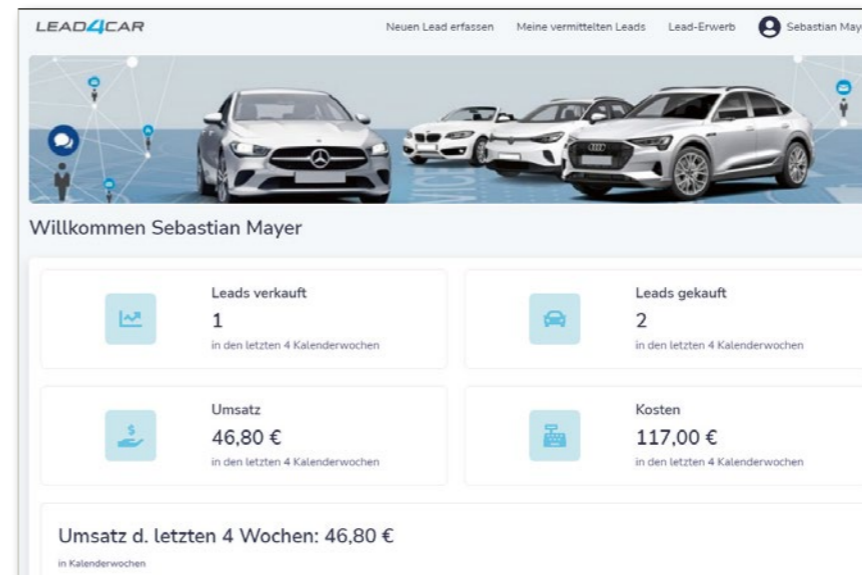 LEAD4CAR
Neuen Lead erfassen Meine vermittelten Leads Lead-Erwerb Sebastian Maye
Willkommen Sebastian Mayer
Leads verkauft
1
in den letzten 4 Kalenderwochen
Leads gekauft
2
in den letzten 4 Kalenderwochen
Umsatz
46,80 €
in den letzten 4 Kalenderwochen
Kosten
117,00 €
in den letzten 4 Kalenderwochen
Umsatz d. letzten 4 Wochen: 46,80 €
in Kalenderwochen